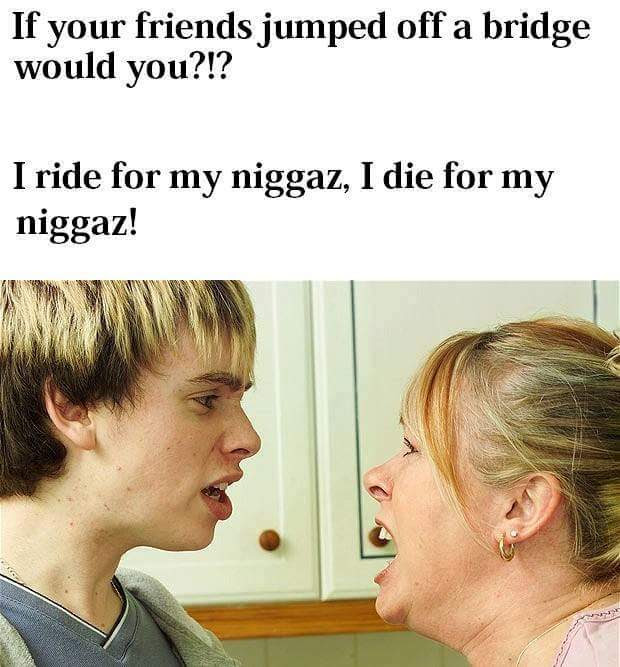 If your friends jumped off a bridge
would you?!?
I ride for my niggaz, I die for my
niggaz!